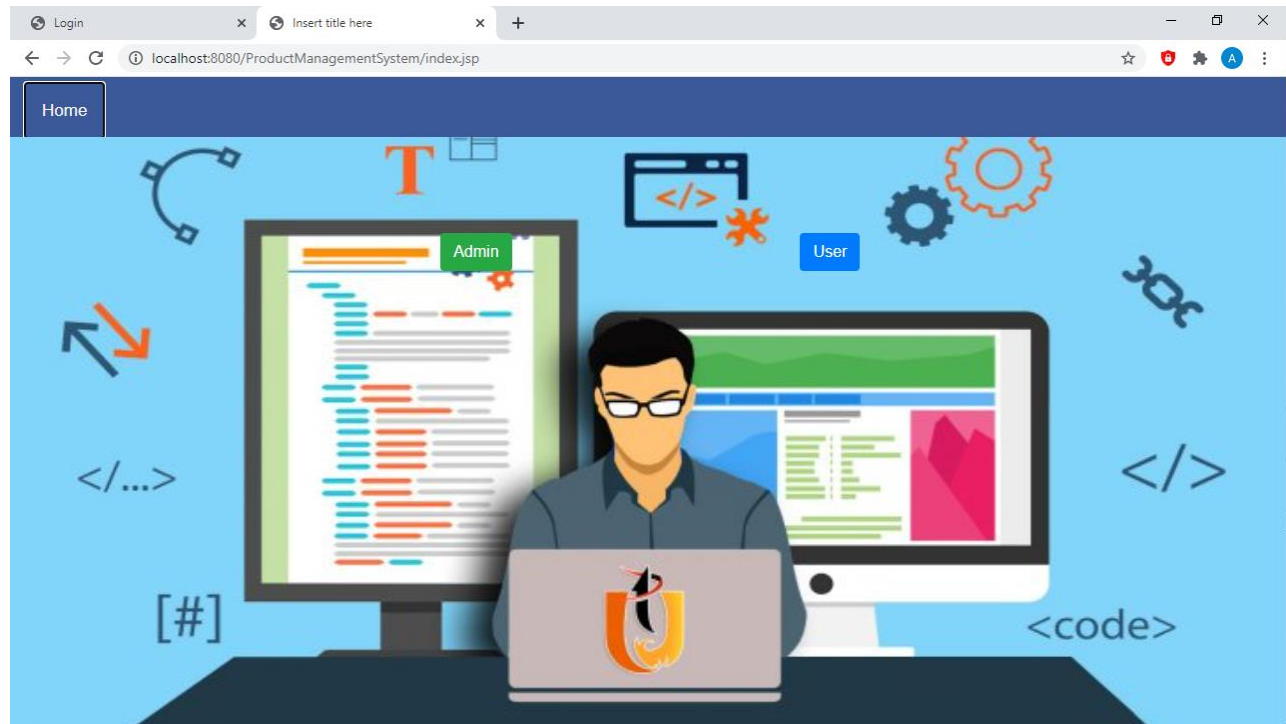 Login
Insert title here
localhost:8080/ProductManagementSystem/index.jsp
A
Home
T
</>
Admin
User
</...>
</>
[#]
<code>